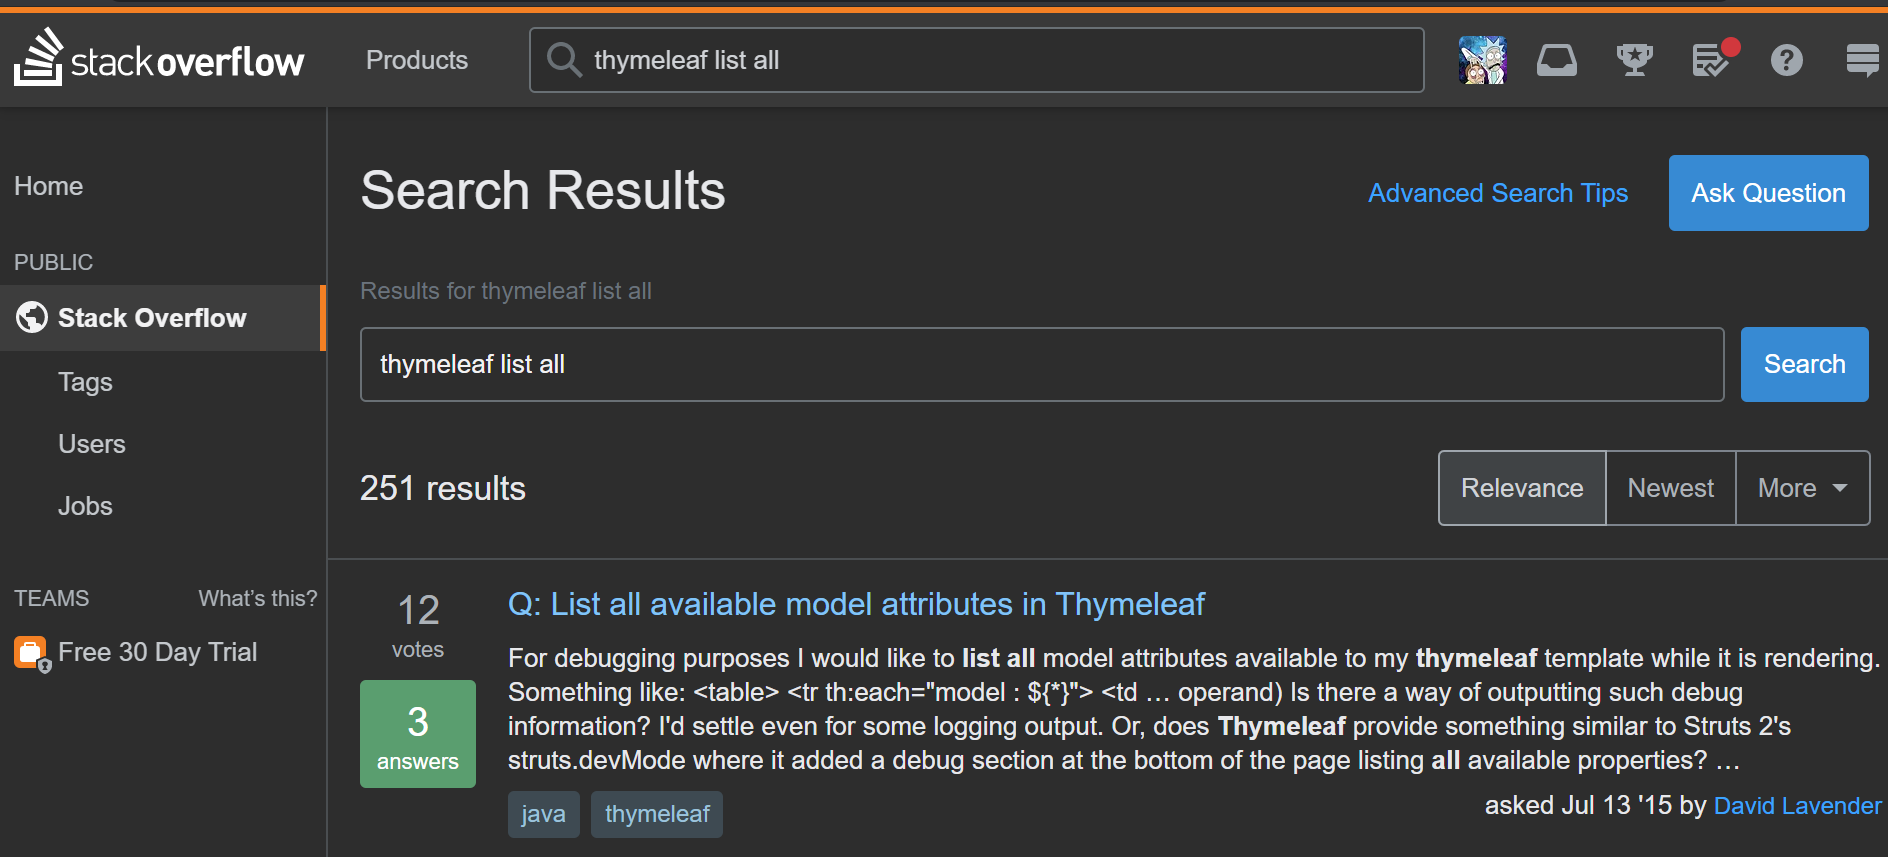 stackoverflow
Products
thymeleaf list all
Home
PUBLIC
Stack Overflow
Tags
Users
Jobs
TEAMS What's this?
Free 30 Day Trial
Search Results
Advanced Search Tips
Ask Question
Results for thymeleaf list all
thymeleaf list all
Search
251 results
Relevance Newest More
12
votes
3
answers
Q: List all available model attributes in Thymeleaf
For debugging purposes I would like to list all model attributes available to my thymeleaf template while it is rendering.
Something like: <table> <tr th:each="model : ${*}"> <td … operand) Is there a way of outputting such debug
information? I'd settle even for some logging output. Or, does Thymeleaf provide something similar to Struts 2's
struts.devMode where it added a debug section at the bottom of the page listing all available properties? …
java thymeleaf
asked Jul 13 '15 by David Lavender